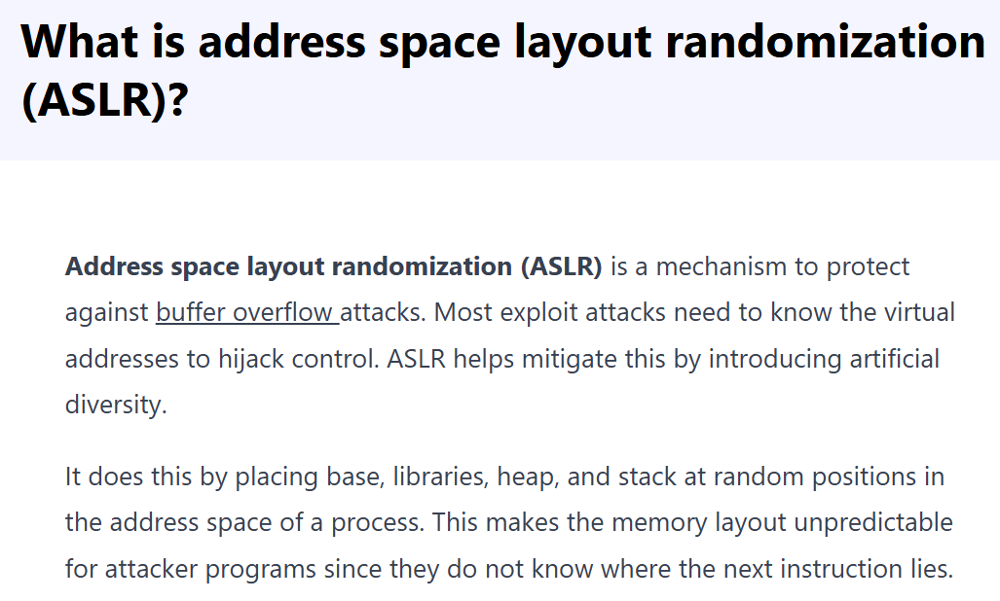 What is address space layout randomization
(ASLR)?
Address space layout randomization (ASLR) is a mechanism to protect
against buffer overflow attacks. Most exploit attacks need to know the virtual
addresses to hijack control. ASLR helps mitigate this by introducing artificial
diversity.
It does this by placing base, libraries, heap, and stack at random positions in
the address space of a process. This makes the memory layout unpredictable
for attacker programs since they do not know where the next instruction lies.